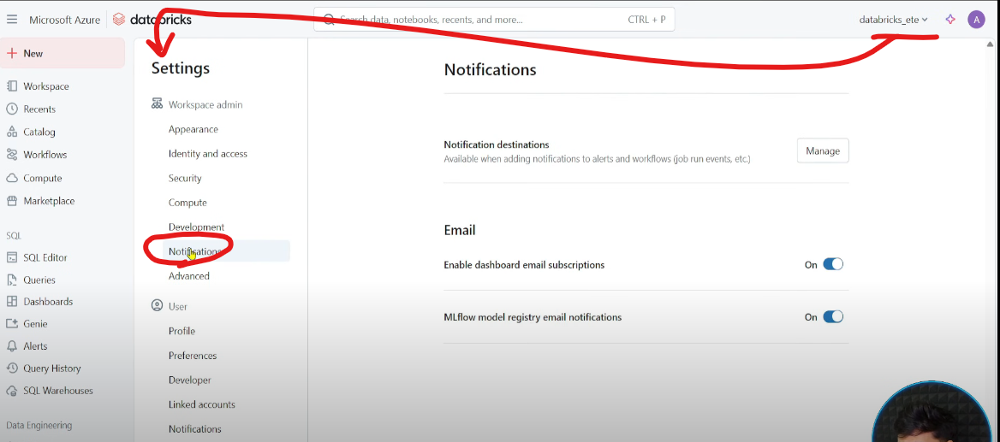 Microsoft Azure databricks Search data, notebooks, recents, and more... CTRL + P databricks_ete A
New
Workspace
Recents
Catalog
Workflows
Compute
Marketplace
SQL
SQL Editor
Queries
Dashboards
Genie
Alerts
Query History
SQL Warehouses
Data Engineering
Settings
Workspace admin
Appearance
Identity and access
Security
Compute
Development
Notifications
Advanced
User
Profile
Preferences
Developer
Linked accounts
Notifications
Notifications
Notification destinations
Available when adding notifications to alerts and workflows (job run events, etc.)
Manage
Email
Enable dashboard email subscriptions On
MLflow model registry email notifications On